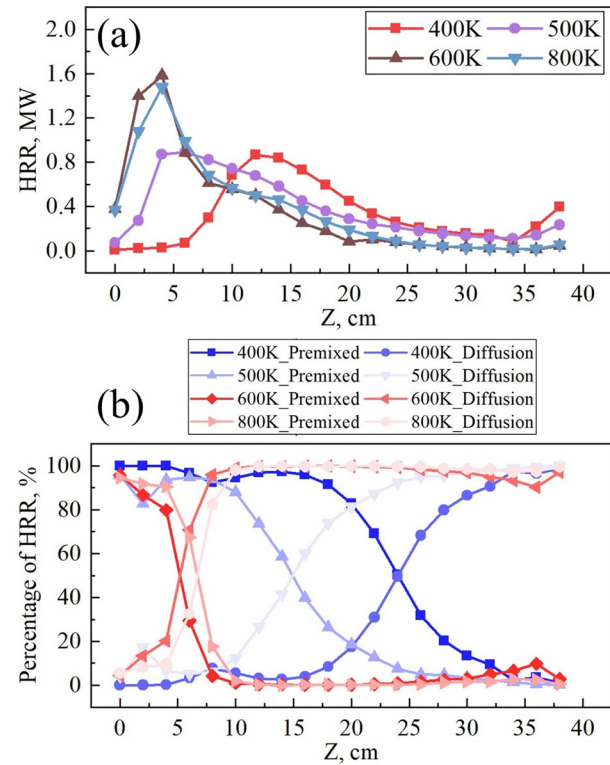 (a)
400K 500K
600K 800K
HRR, MW
2.0
1.6
1.2
0.8
0.4
0.0
0 5 10 15 20 25 30 35 40
Z, cm
400K_Premixed 400K_Diffusion
500K_Premixed 500K_Diffusion
600K_Premixed 600K_Diffusion
800K_Premixed 800K_Diffusion
(b)
Percentage of HRR, %
100
80
60
40
20
0
0 5 10 15 20 25 30 35 40
Z, cm